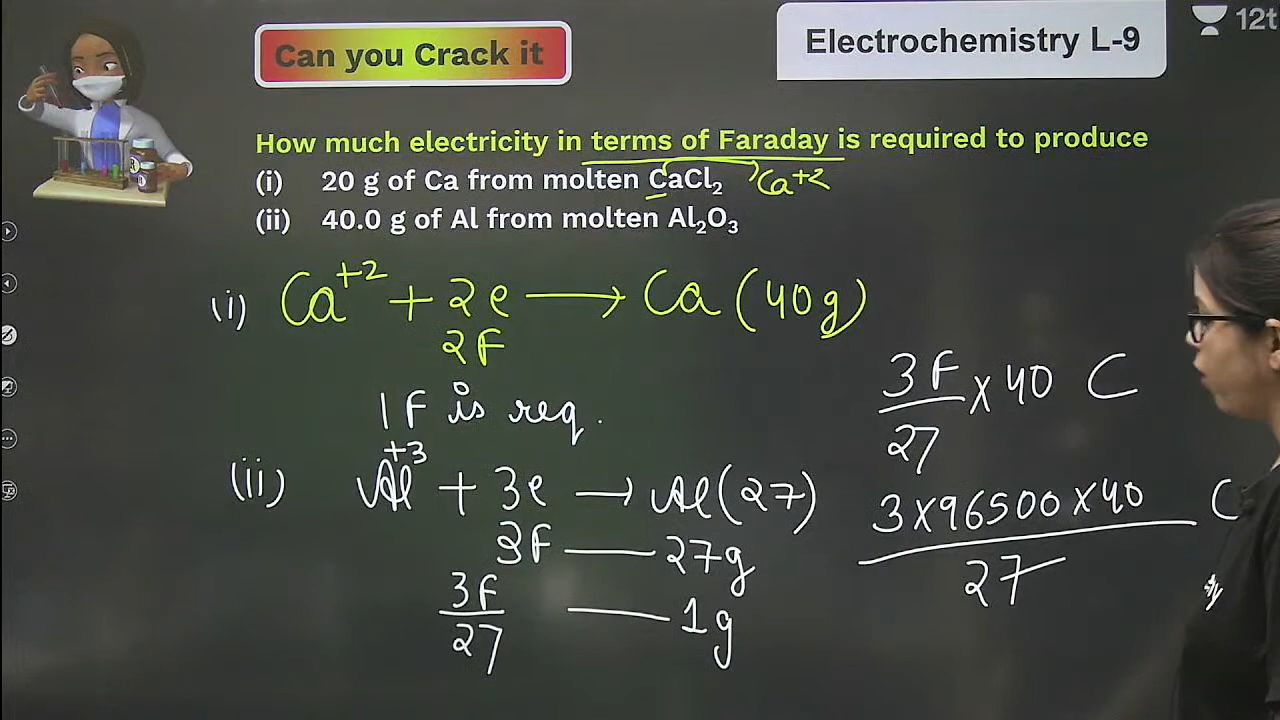 Can you Crack it
Electrochemistry L-9
12t
How much electricity in terms of Faraday is required to produce
(i) 20 g of Ca from molten CaCl₂ Ca+2
(ii) 40.0 g of Al from molten Al₂O₃
(i) Ca+2 + 2e → Ca (40g)
2F
1F is req.
(ii) Al+3 + 3e → Al(27)
3F — 27g
3F/27 — 1g
3F/27 × 40 C
3×96500×40/27 C